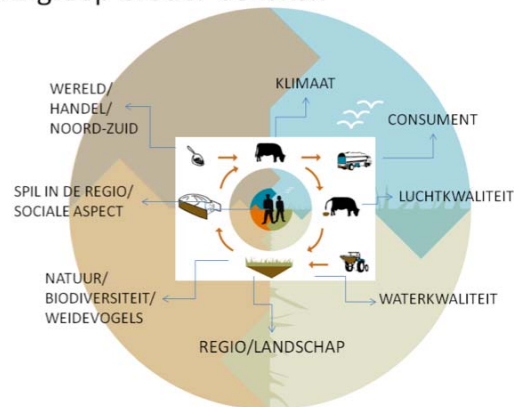 KLIMAAT
WERELD/
HANDEL/
NOORD-ZUID
CONSUMENT
SPIL IN DE REGIO/
SOCIALE ASPECT
LUCHTKWALITEIT
NATUUR/
BIODIVERSITEIT/
WEIDEVOGELS
WATERKWALITEIT
REGIO/LANDSCHAP